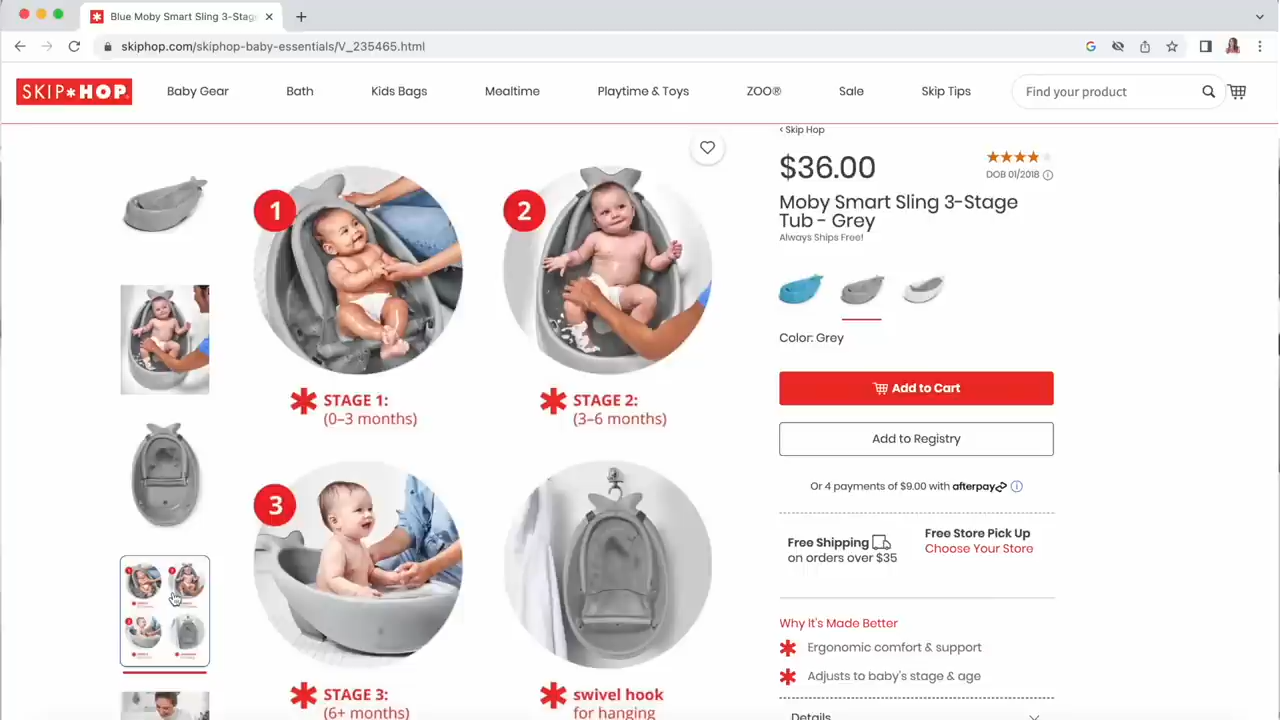 Blue Moby Smart Sling 3-Stag
skiphop.com/skiphop-baby-essentials/V_235465.html
SKIP*HOP
Baby Gear
Bath
Kids Bags
Mealtime
Playtime & Toys
ZOO®
Sale
Skip Tips
Find your product
‹ Skip Hop
$36.00
DOB 01/2018
Moby Smart Sling 3-Stage
Tub - Grey
Always Ships Free!
Color: Grey
Add to Cart
Add to Registry
Or 4 payments of $9.00 with afterpay
Free Shipping
on orders over $35
Free Store Pick Up
Choose Your Store
Why It's Made Better
Ergonomic comfort & support
Adjusts to baby's stage & age
Details
1
STAGE 1:
(0–3 months)
2
STAGE 2:
(3–6 months)
3
STAGE 3:
(6+ months)
swivel hook
for hanging